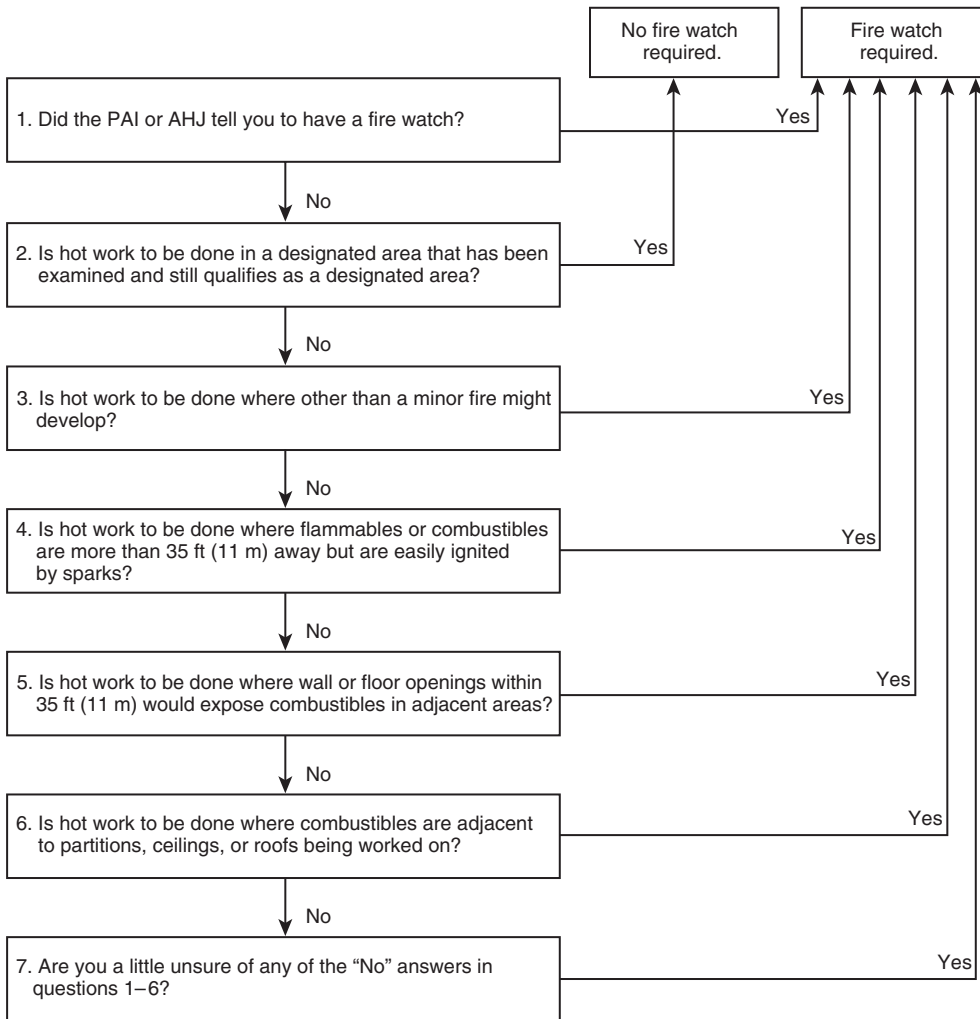 No fire watch
required.
Fire watch
required.
1. Did the PAI or AHJ tell you to have a fire watch?
Yes
No
2. Is hot work to be done in a designated area that has been
examined and still qualifies as a designated area?
Yes
No
3. Is hot work to be done where other than a minor fire might
develop?
Yes
No
4. Is hot work to be done where flammables or combustibles
are more than 35 ft (11 m) away but are easily ignited
by sparks?
Yes
No
5. Is hot work to be done where wall or floor openings within
35 ft (11 m) would expose combustibles in adjacent areas?
Yes
No
6. Is hot work to be done where combustibles are adjacent
to partitions, ceilings, or roofs being worked on?
Yes
No
7. Are you a little unsure of any of the “No” answers in
questions 1–6?
Yes